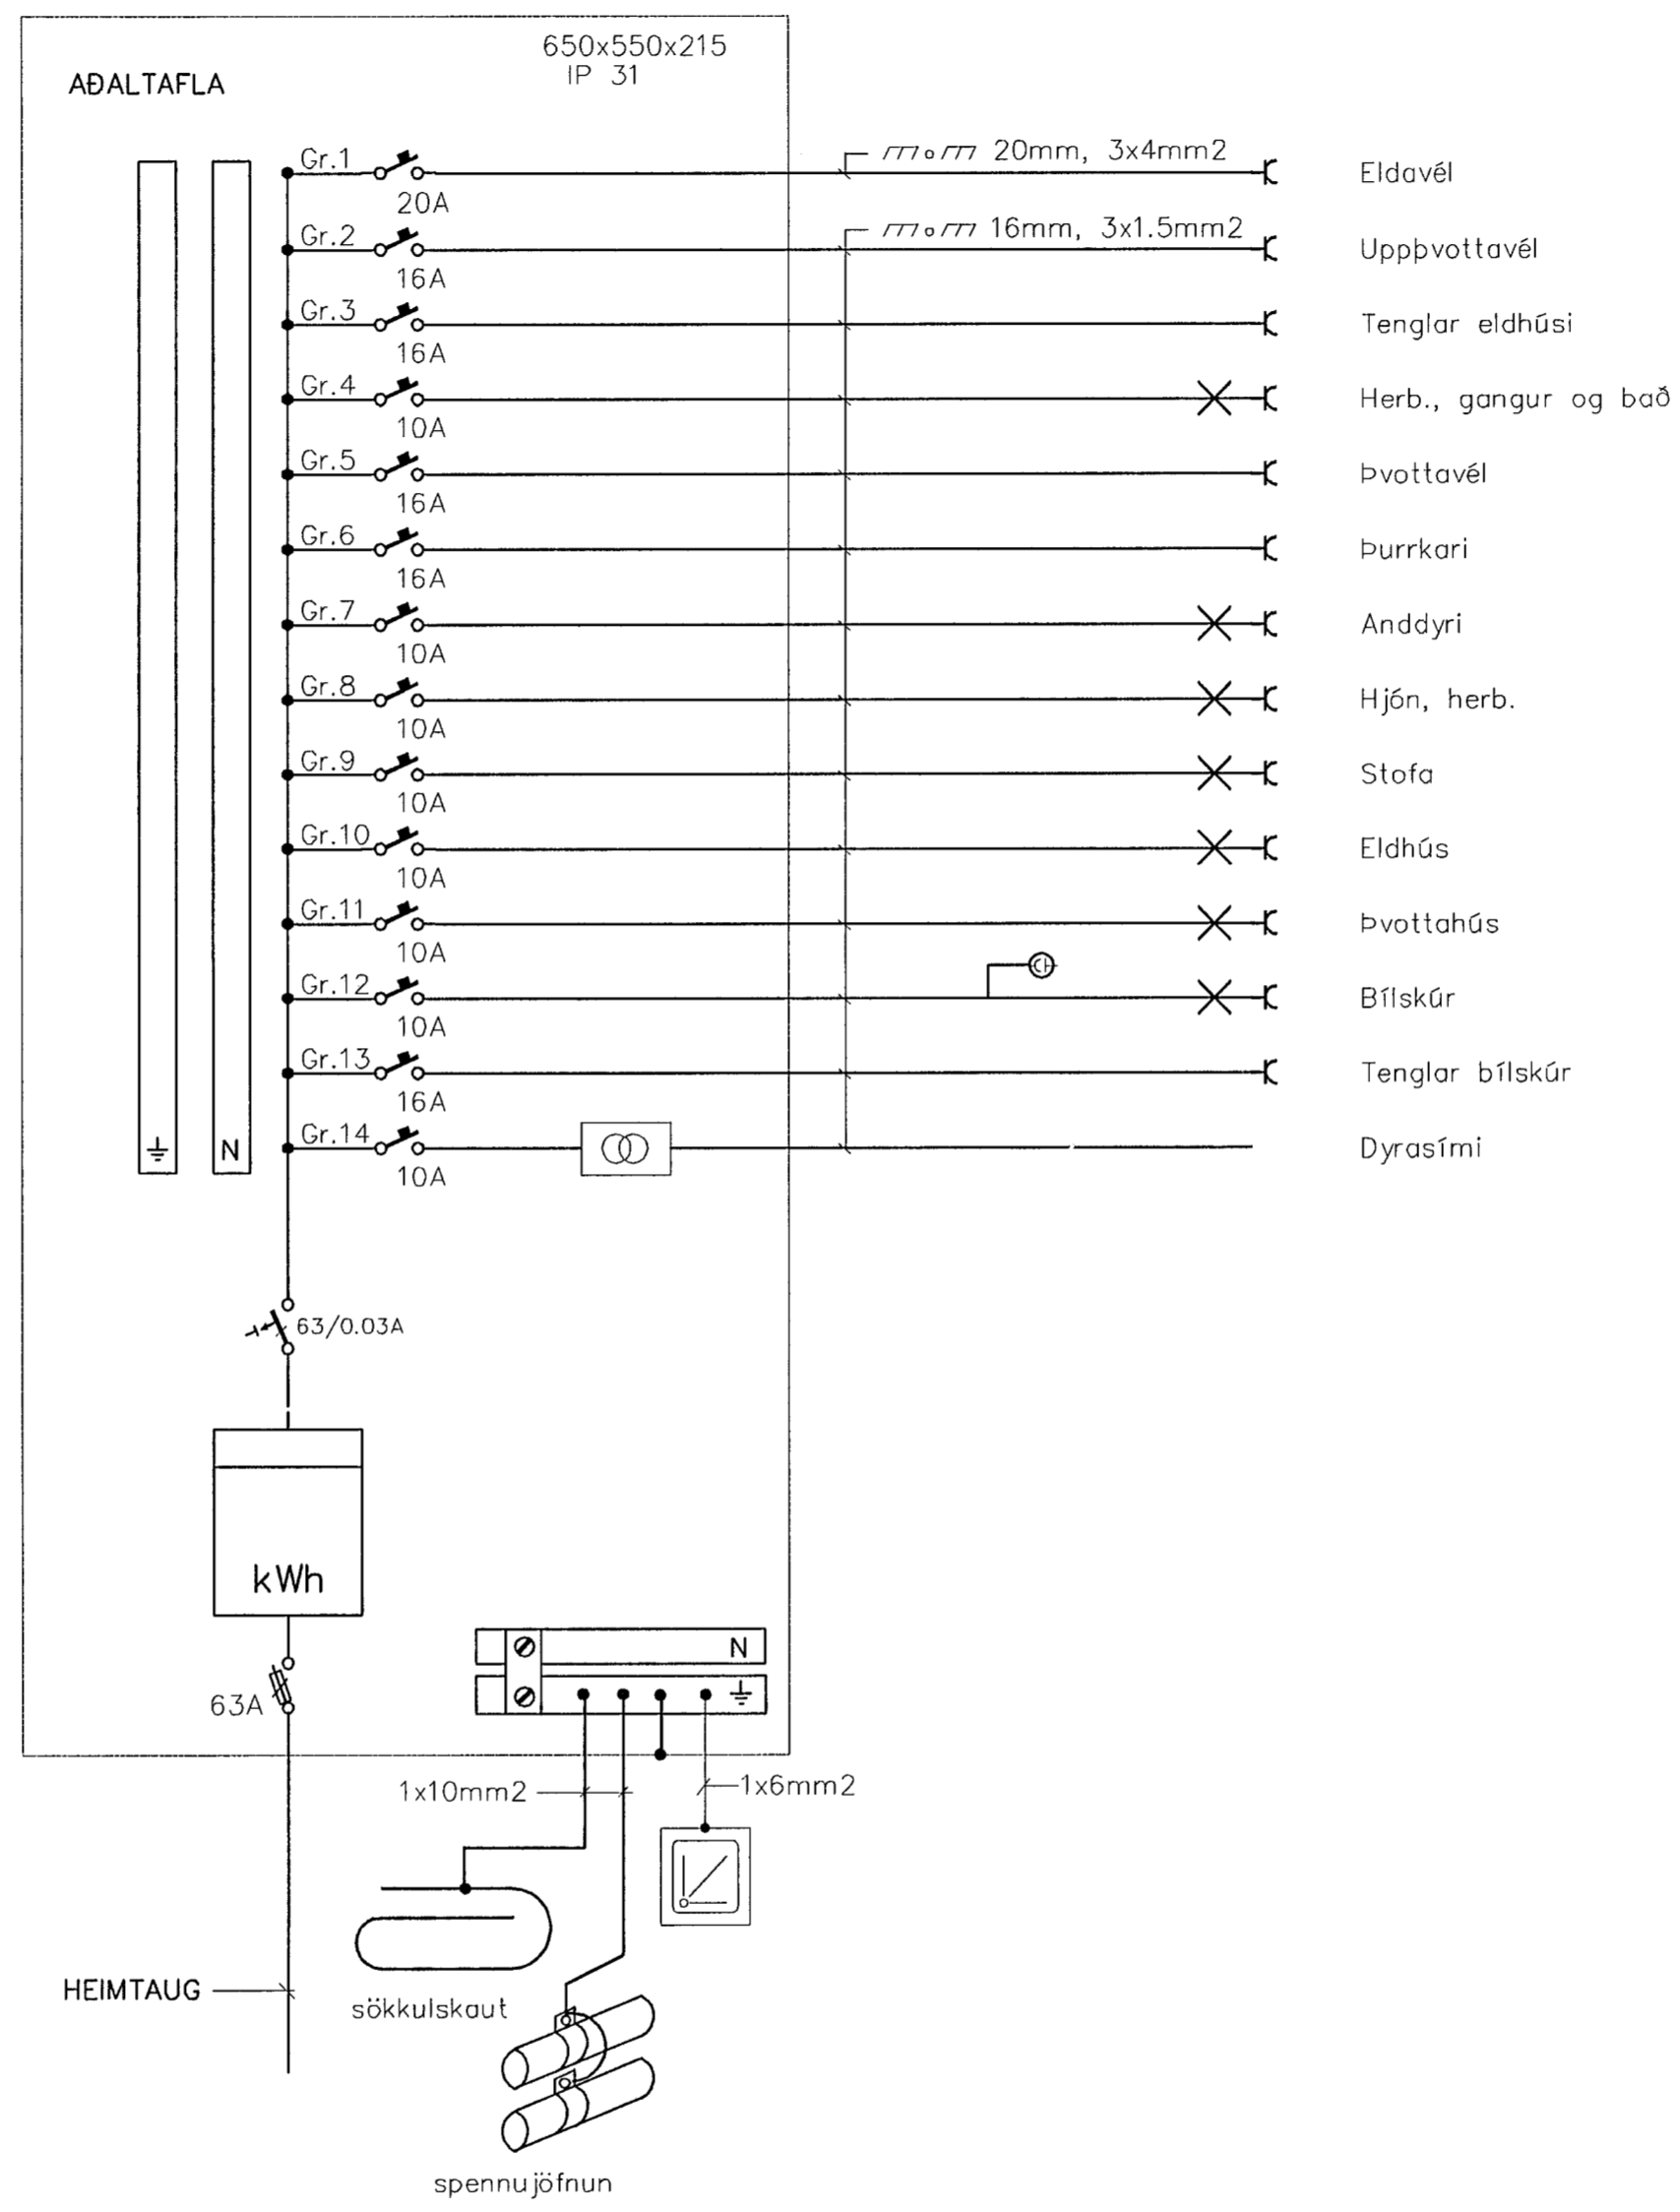 650x550x215
IP 31
AÐALTAFLA
Gr.1
20A
20mm, 3x4mm2
Eldavél
Gr.2
16A
16mm, 3x1.5mm2
Uppþvottavél
Gr.3
16A
Tenglar eldhúsi
Gr.4
10A
Herb., gangur og bað
Gr.5
16A
Þvottavél
Gr.6
16A
Þurrkari
Gr.7
10A
Anddyri
Gr.8
10A
Hjón, herb.
Gr.9
10A
Stofa
Gr.10
10A
Eldhús
Gr.11
10A
Þvottahús
Gr.12
10A
Bílskúr
Gr.13
16A
Tenglar bílskúr
Gr.14
10A
Dyrasími
N
63/0.03A
kWh
63A
N
1x10mm2
1x6mm2
HEIMTAUG
sökkulskaut
spennujöfnun